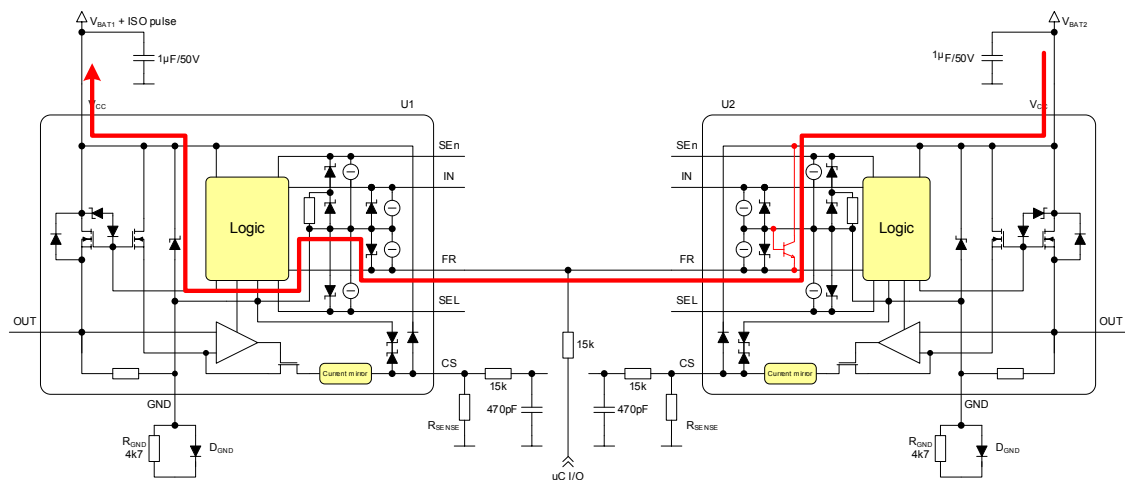 VBAT1 + ISO pulse
VBAT2
1µF/50V
1µF/50V
VCC
U1
U2
VCC
SEn
SEn
IN
IN
Logic
Logic
FR
FR
SEL
SEL
OUT
OUT
15k
CS
CS
Current mirror
Current mirror
15k
15k
GND
470pF
470pF
GND
RSENSE
RSENSE
RGND
4k7
DGND
RGND
4k7
DGND
uC I/O